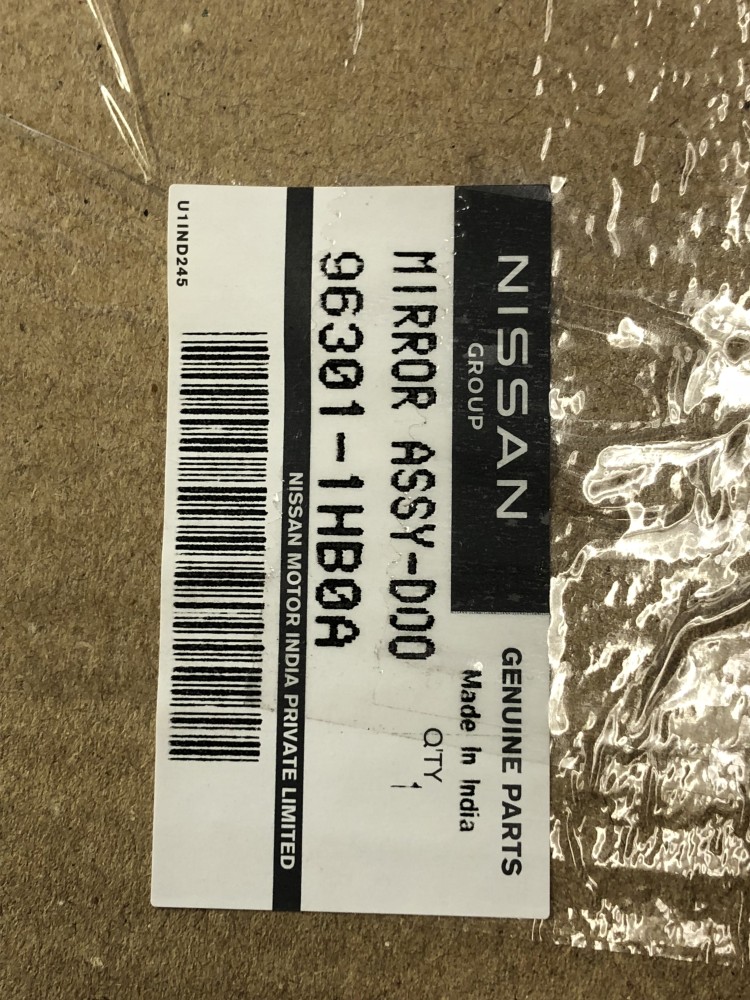 NISSAN
GROUP
GENUINE PARTS
Made In India
MIRROR ASSY-DOO
Q'TY
1
96301-1HB0A
NISSAN MOTOR INDIA PRIVATE LIMITED
U1IND245